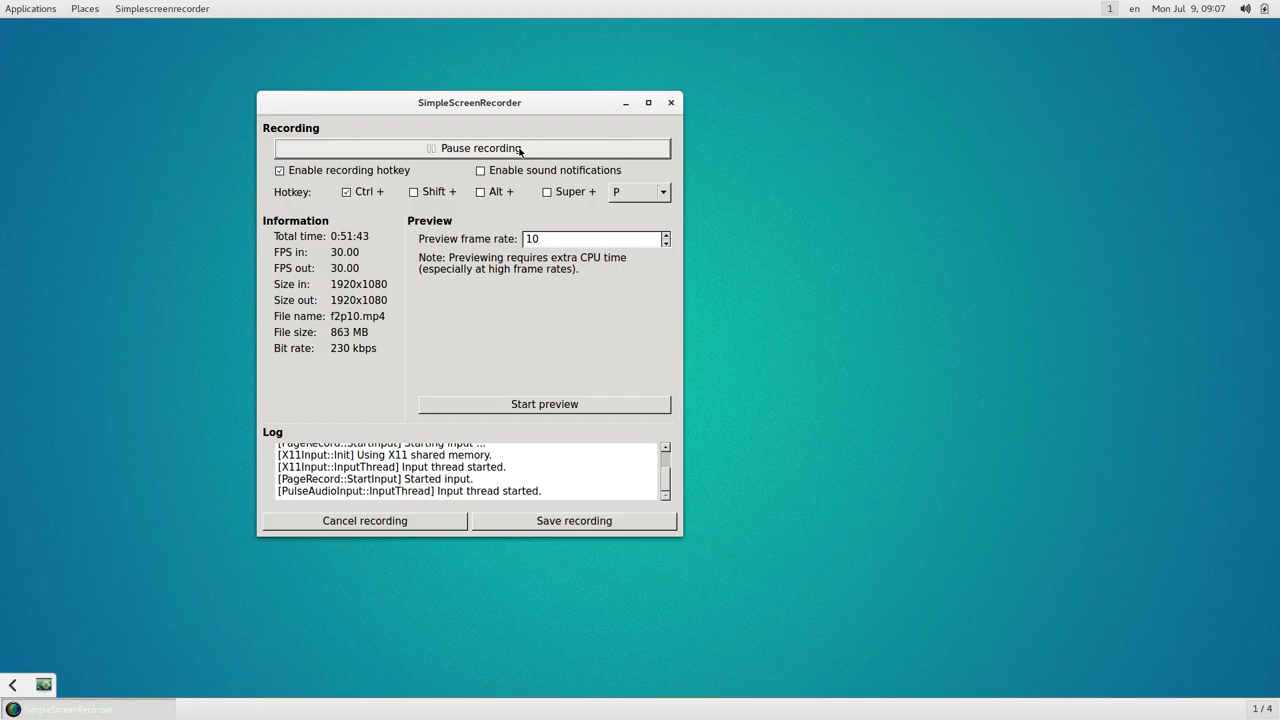 Applications Places Simplescreenrecorder 1 en Mon Jul 9, 09:07
SimpleScreenRecorder
Recording
Pause recording
Enable recording hotkey Enable sound notifications
Hotkey: Ctrl + Shift + Alt + Super + P
Information
Total time: 0:51:43
FPS in: 30.00
FPS out: 30.00
Size in: 1920x1080
Size out: 1920x1080
File name: f2p10.mp4
File size: 863 MB
Bit rate: 230 kbps
Preview
Preview frame rate: 10
Note: Previewing requires extra CPU time
(especially at high frame rates).
Start preview
Log
[PageRecord::StartInput] Starting input ...
[X11Input::Init] Using X11 shared memory.
[X11Input::InputThread] Input thread started.
[PageRecord::StartInput] Started input.
[PulseAudioInput::InputThread] Input thread started.
Cancel recording Save recording
SimpleScreenRecorder 1 / 4